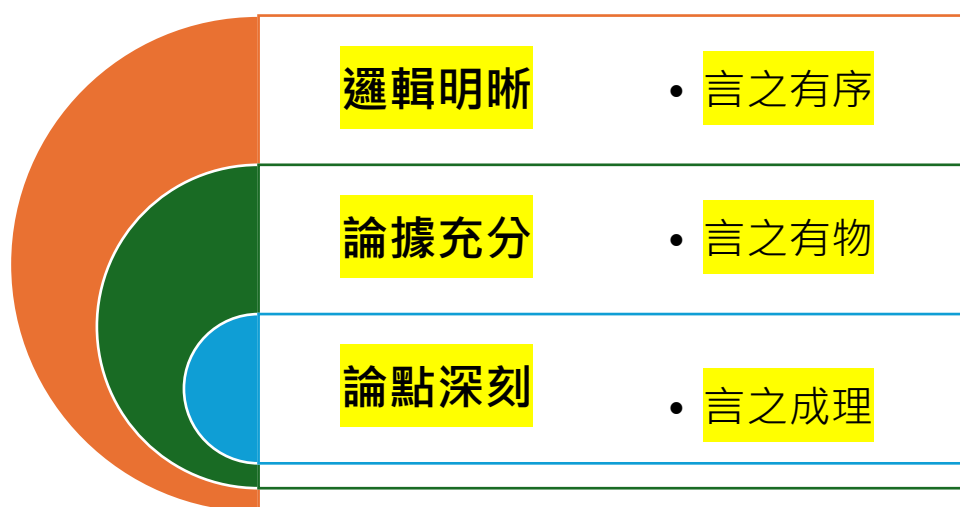 邏輯明晰
• 言之有序
論據充分
• 言之有物
論點深刻
• 言之成理